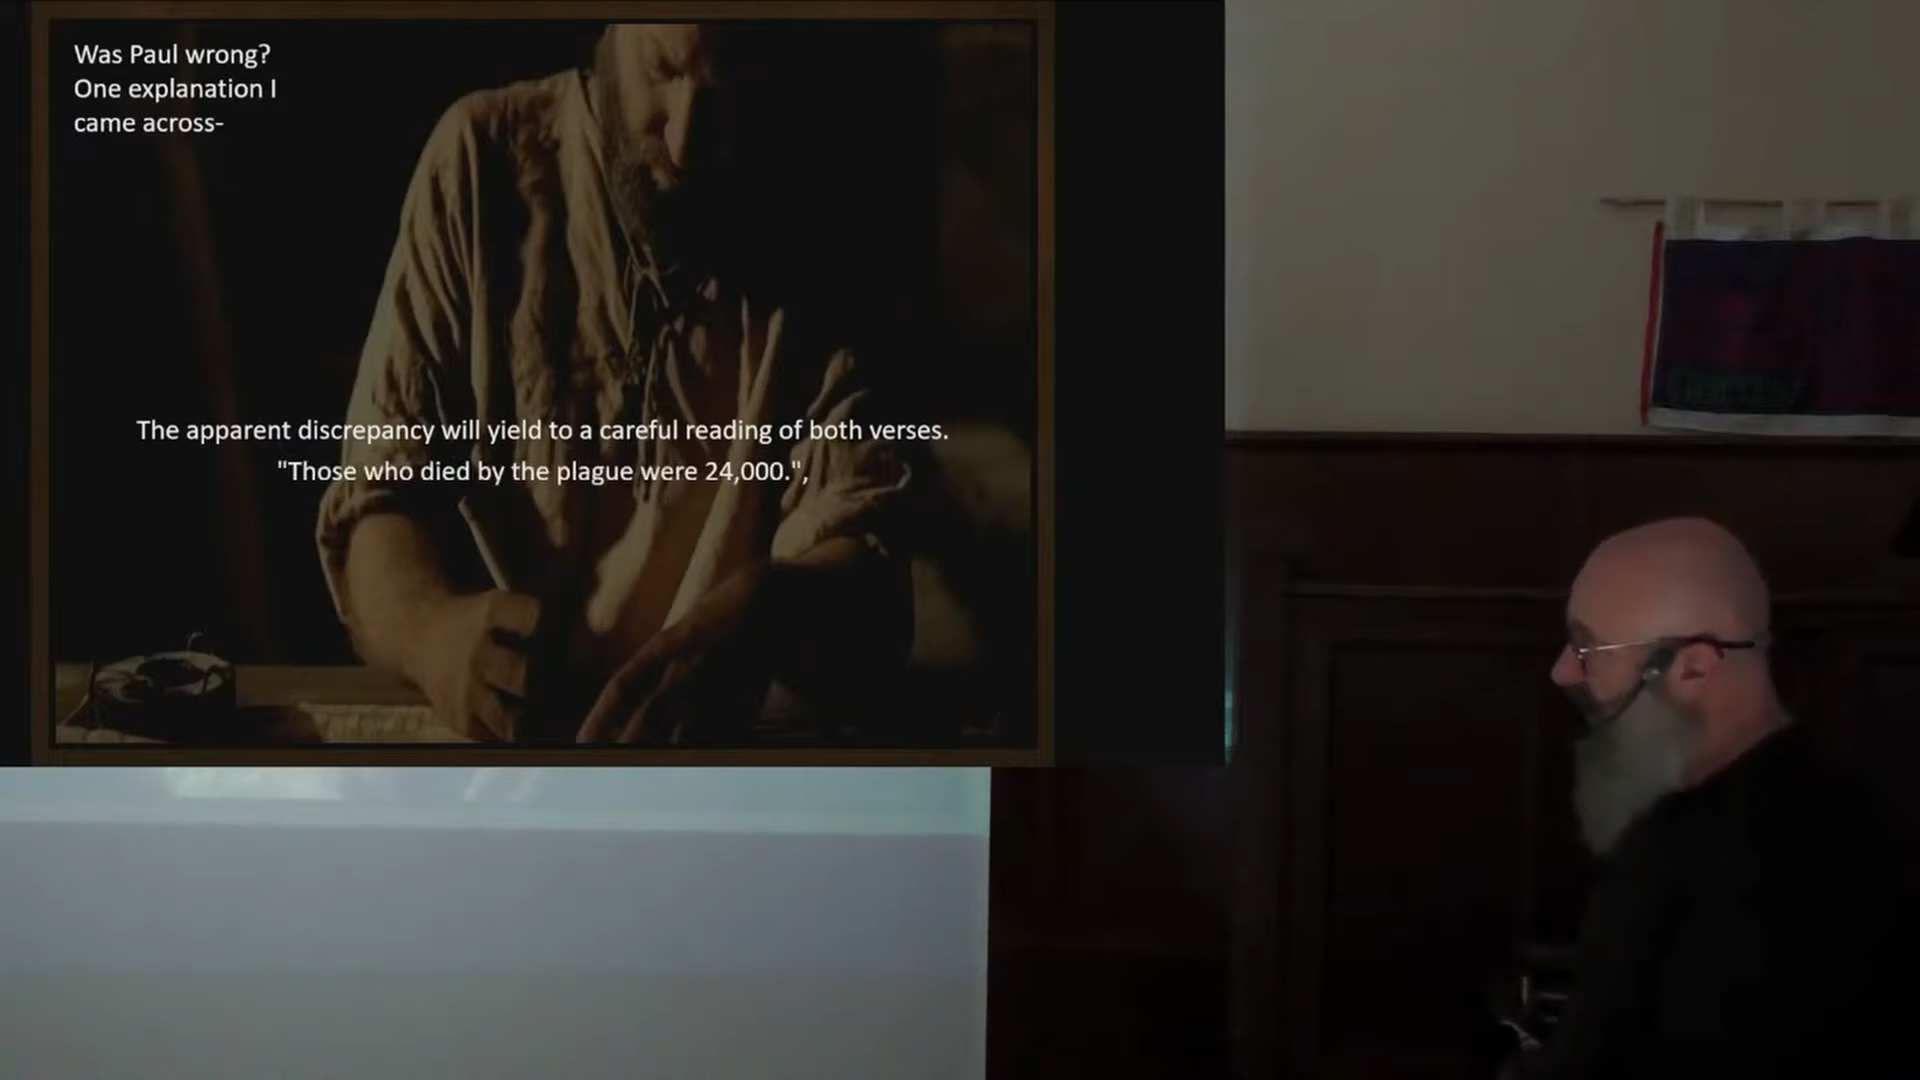 Was Paul wrong?
One explanation I
came across-
The apparent discrepancy will yield to a careful reading of both verses.
"Those who died by the plague were 24,000.",